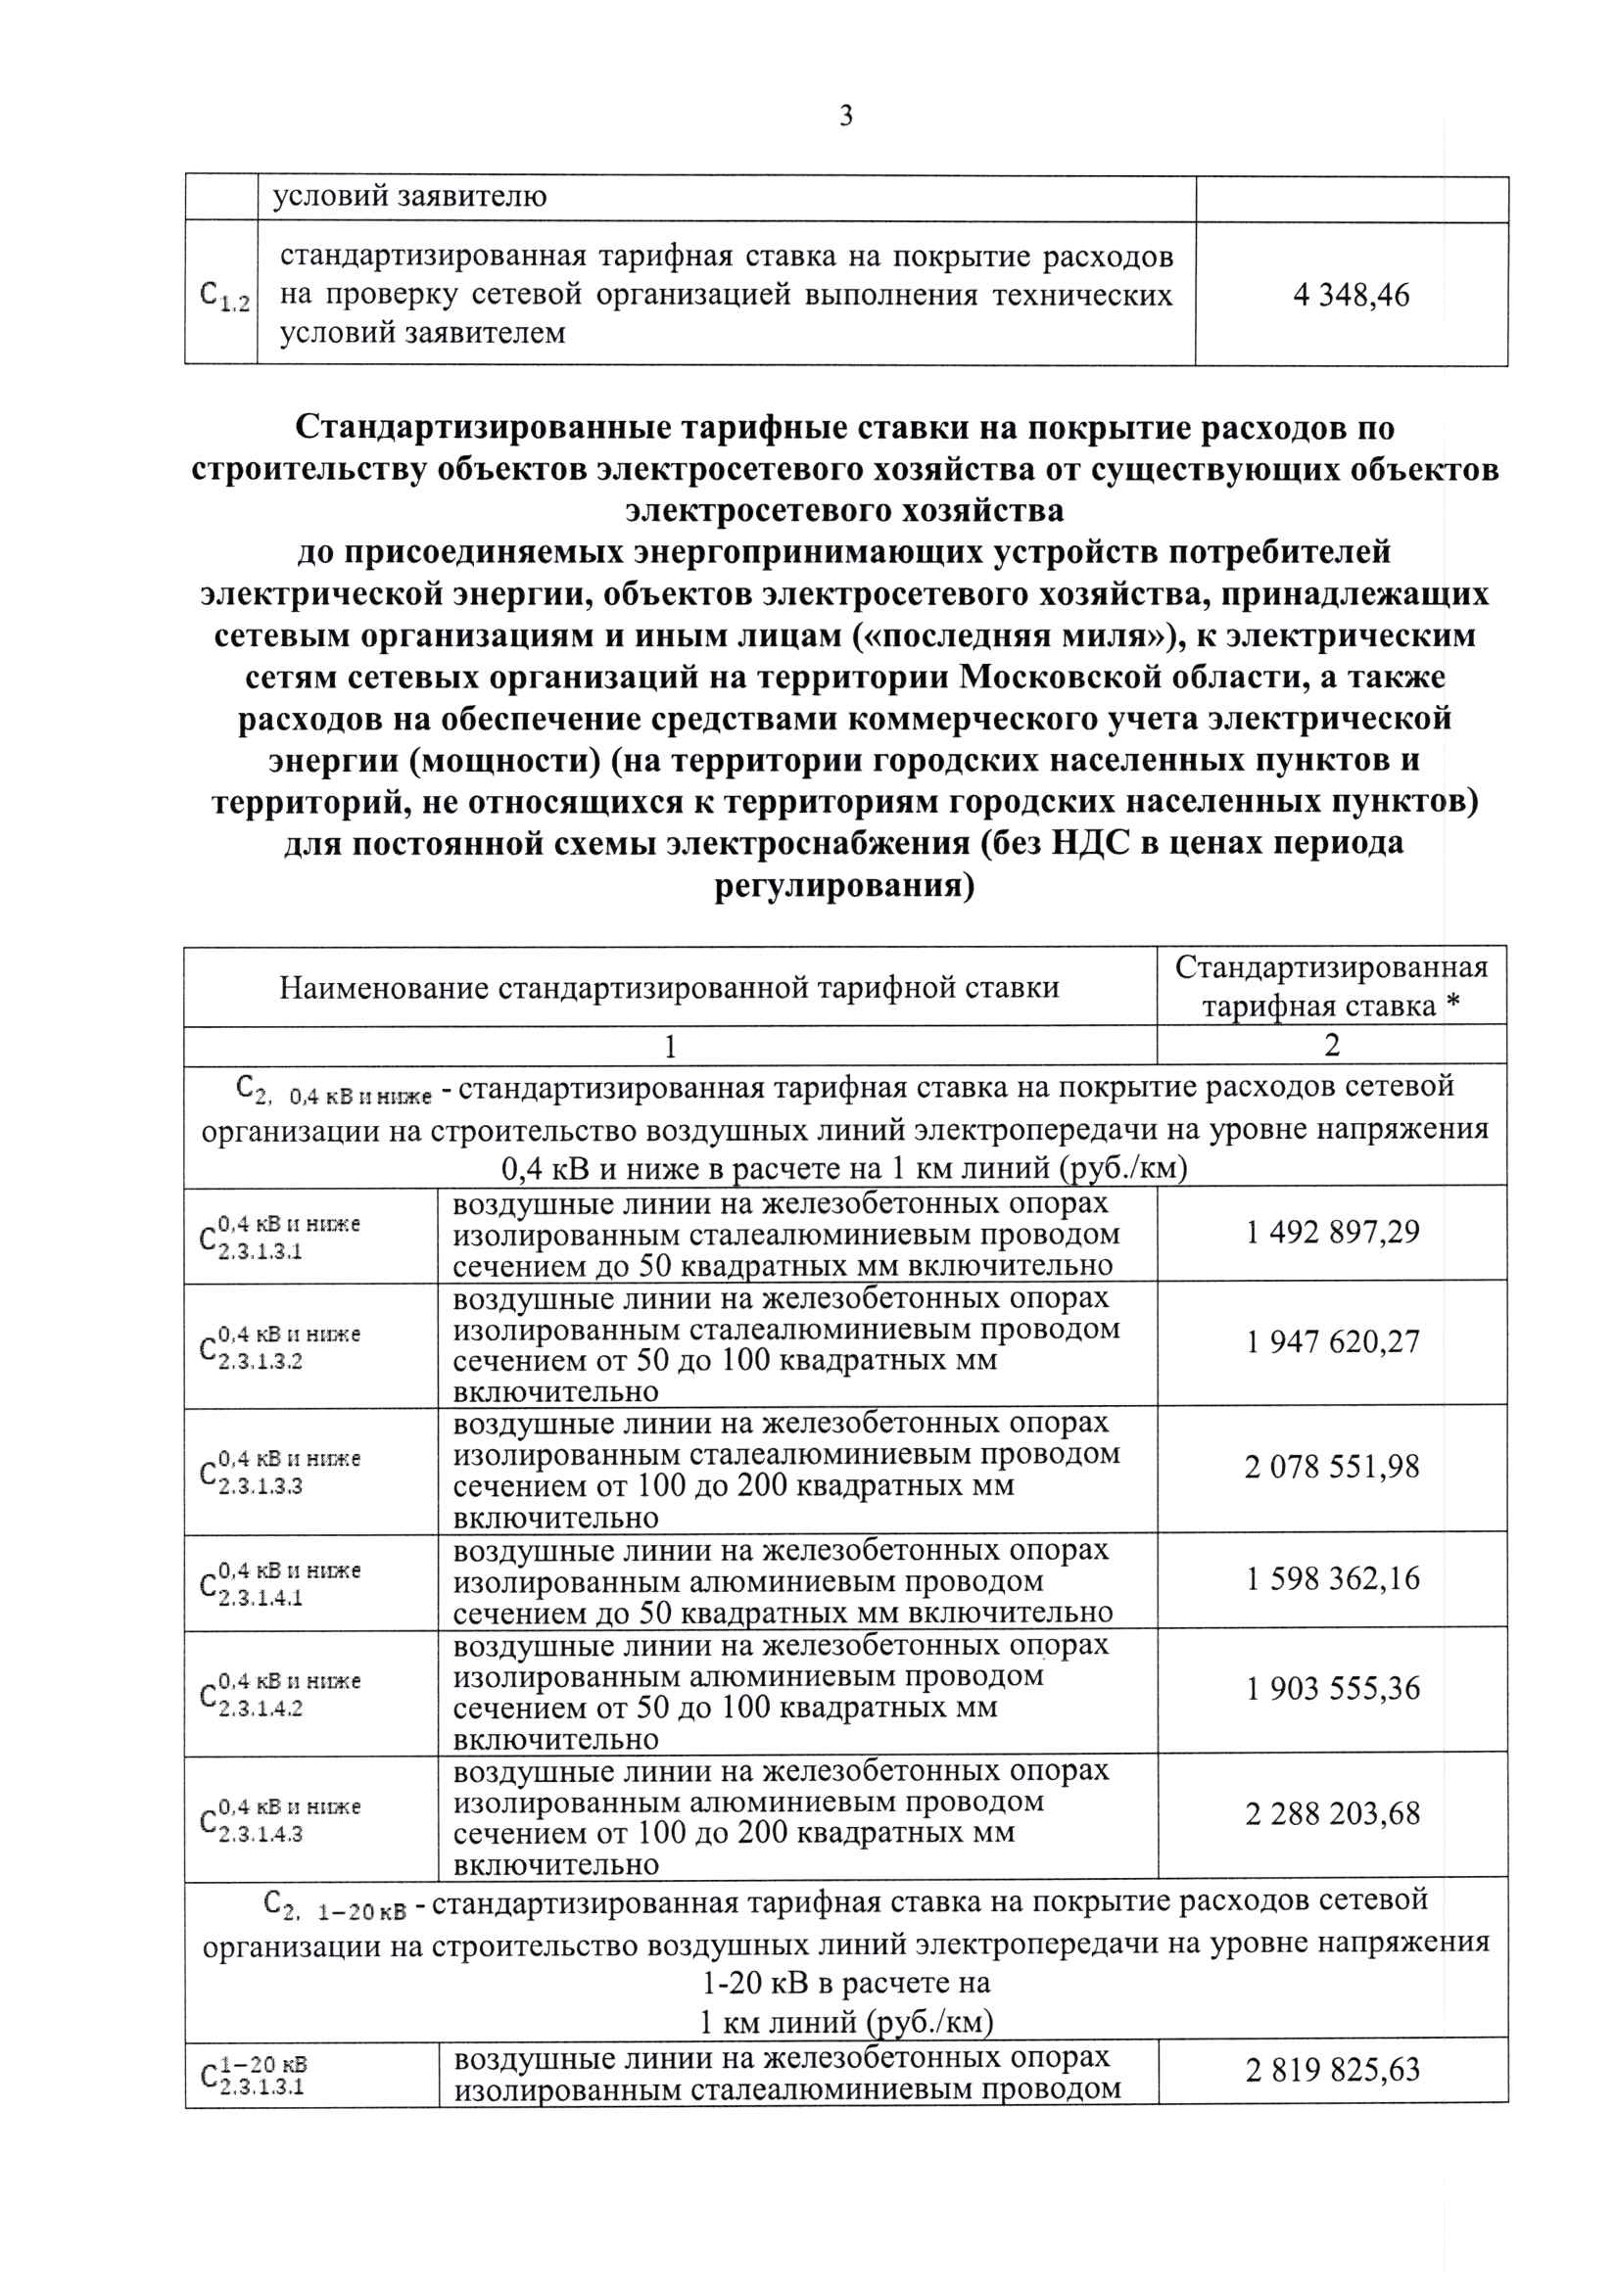 3
условий заявителю
С1.2
стандартизированная тарифная ставка на покрытие расходов
на проверку сетевой организацией выполнения технических
условий заявителем
4 348,46
Стандартизированные тарифные ставки на покрытие расходов по
строительству объектов электросетевого хозяйства от существующих объектов
электросетевого хозяйства
до присоединяемых энергопринимающих устройств потребителей
электрической энергии, объектов электросетевого хозяйства, принадлежащих
сетевым организациям и иным лицам («последняя миля»), к электрическим
сетям сетевых организаций на территории Московской области, а также
расходов на обеспечение средствами коммерческого учета электрической
энергии (мощности) (на территории городских населенных пунктов и
территорий, не относящихся к территориям городских населенных пунктов)
для постоянной схемы электроснабжения (без НДС в ценах периода
регулирования)
Наименование стандартизированной тарифной ставки
Стандартизированная
тарифная ставка *
1
2
С2, 0,4 кВ и ниже - стандартизированная тарифная ставка на покрытие расходов сетевой
организации на строительство воздушных линий электропередачи на уровне напряжения
0,4 кВ и ниже в расчете на 1 км линий (руб./км)
С 0,4 кВ и ниже
2.3.1.3.1
воздушные линии на железобетонных опорах
изолированным сталеалюминиевым проводом
сечением до 50 квадратных мм включительно
1 492 897,29
С 0,4 кВ и ниже
2.3.1.3.2
воздушные линии на железобетонных опорах
изолированным сталеалюминиевым проводом
сечением от 50 до 100 квадратных мм
включительно
1 947 620,27
С 0,4 кВ и ниже
2.3.1.3.3
воздушные линии на железобетонных опорах
изолированным сталеалюминиевым проводом
сечением от 100 до 200 квадратных мм
включительно
2 078 551,98
С 0,4 кВ и ниже
2.3.1.4.1
воздушные линии на железобетонных опорах
изолированным алюминиевым проводом
сечением до 50 квадратных мм включительно
1 598 362,16
С 0,4 кВ и ниже
2.3.1.4.2
воздушные линии на железобетонных опорах
изолированным алюминиевым проводом
сечением от 50 до 100 квадратных мм
включительно
1 903 555,36
С 0,4 кВ и ниже
2.3.1.4.3
воздушные линии на железобетонных опорах
изолированным алюминиевым проводом
сечением от 100 до 200 квадратных мм
включительно
2 288 203,68
С2, 1–20 кВ - стандартизированная тарифная ставка на покрытие расходов сетевой
организации на строительство воздушных линий электропередачи на уровне напряжения
1-20 кВ в расчете на
1 км линий (руб./км)
С 1–20 кВ
2.3.1.3.1
воздушные линии на железобетонных опорах
изолированным сталеалюминиевым проводом
2 819 825,63